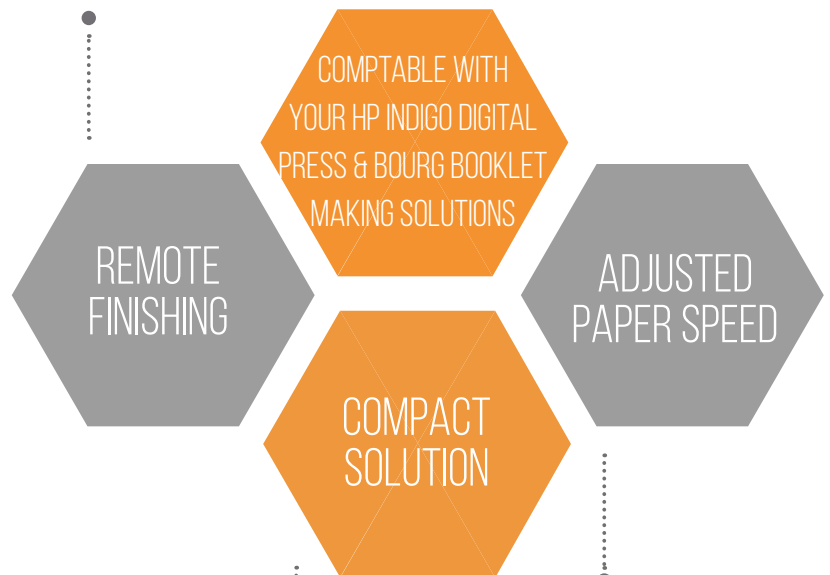 COMPTABLE WITH
YOUR HP INDIGO DIGITAL
PRESS & BOURG BOOKLET
MAKING SOLUTIONS
REMOTE
FINISHING
ADJUSTED
PAPER SPEED
COMPACT
SOLUTION